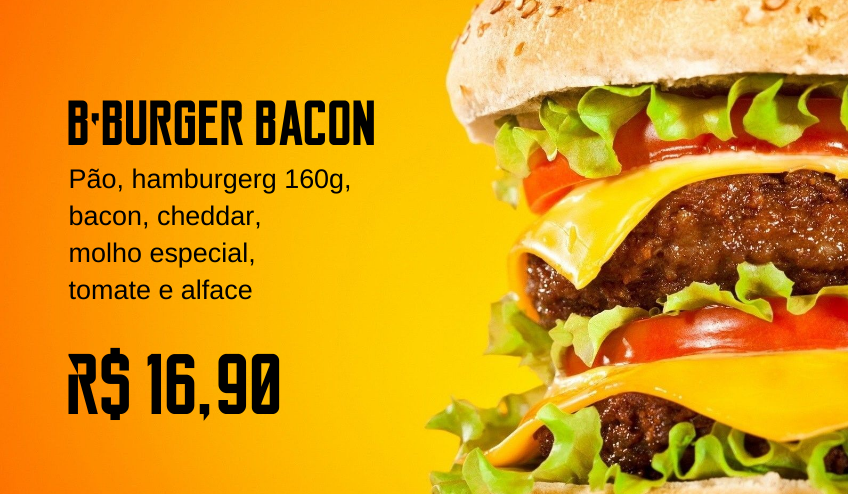 B·BURGER BACON
Pão, hamburgerg 160g,
bacon, cheddar,
molho especial,
tomate e alface
R$ 16,90